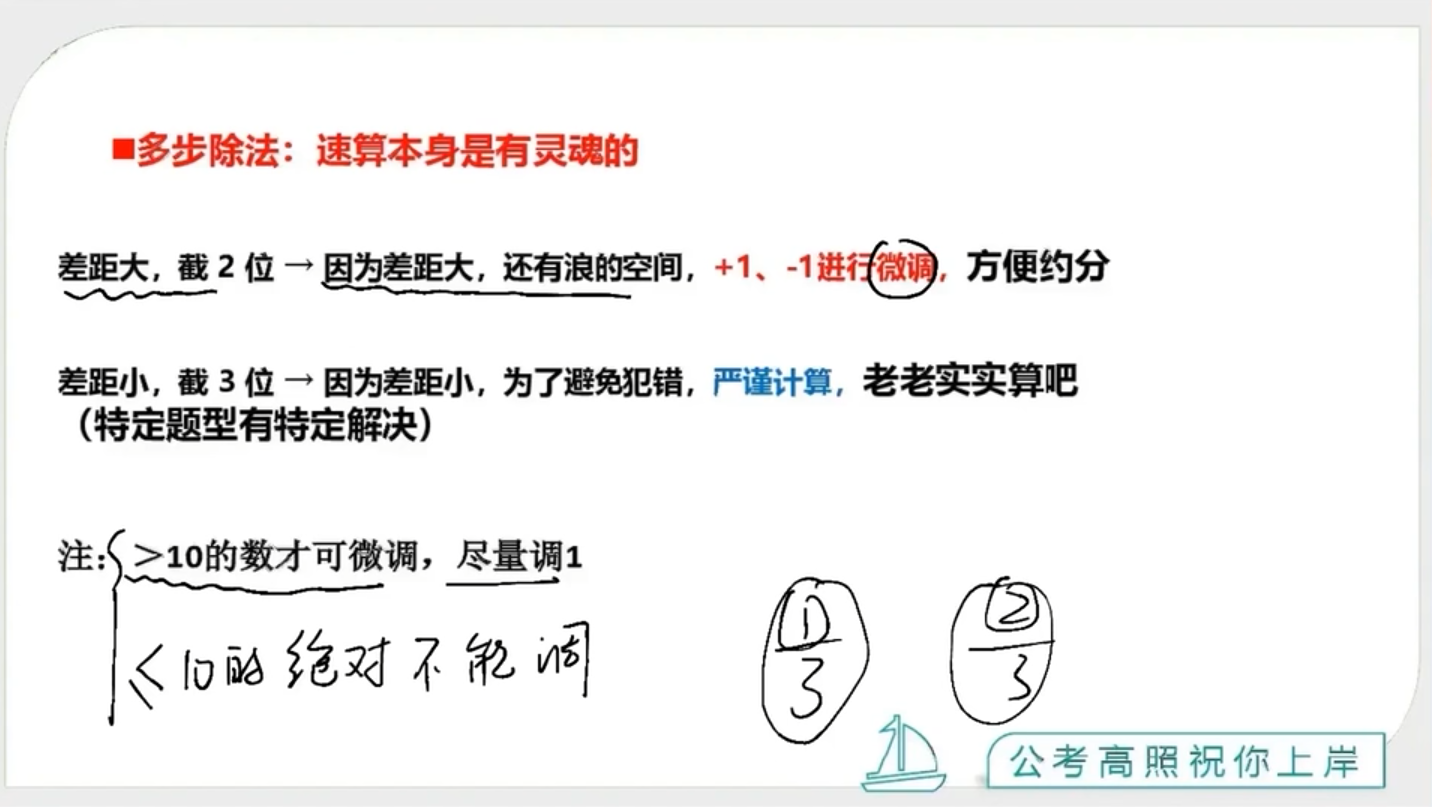 ■多步除法：速算本身是有灵魂的
差距大，截 2 位 → 因为差距大，还有浪的空间，+1、-1进行微调，方便约分
差距小，截 3 位 → 因为差距小，为了避免犯错，严谨计算，老老实实算吧
（特定题型有特定解决）
注：＞10的数才可微调，尽量调1
≤10的绝对不能调
1/3
2/3
公考高照祝你上岸